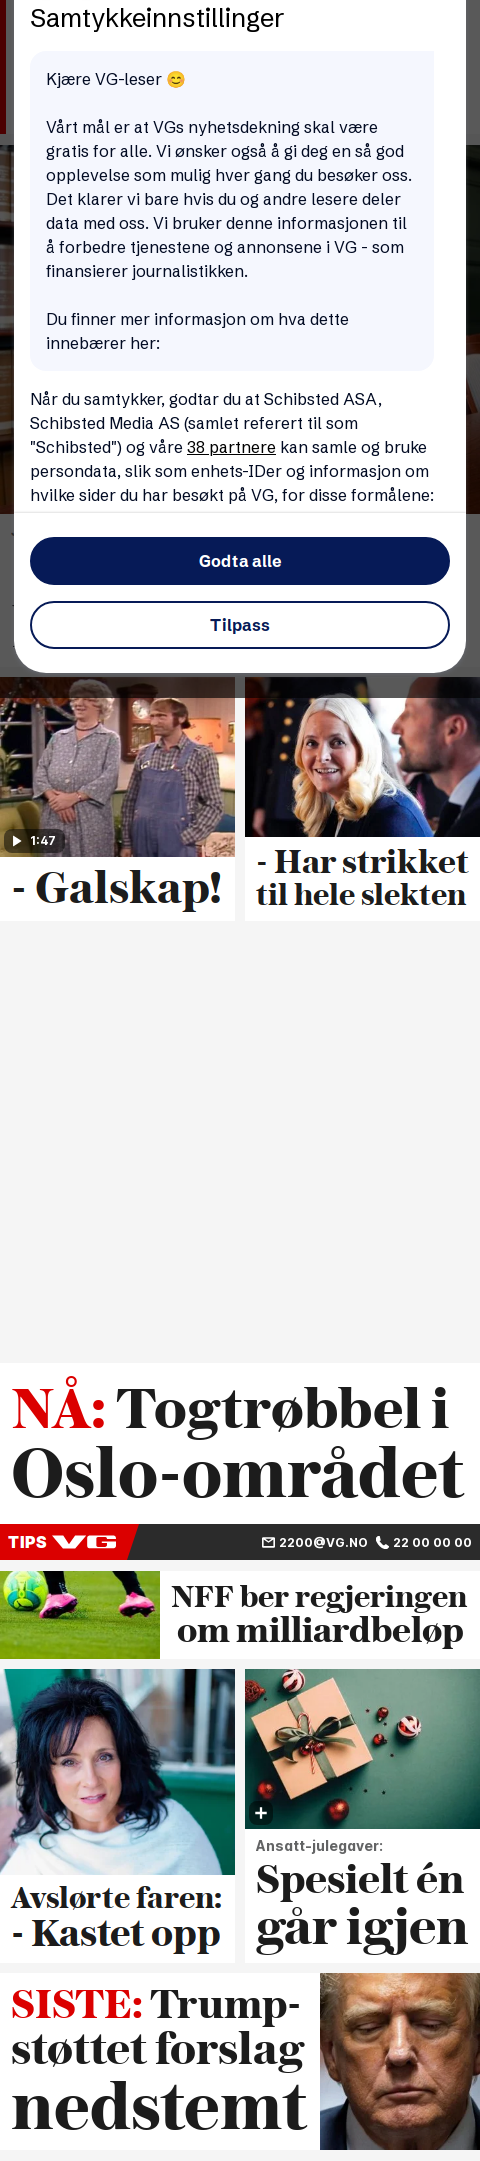 Samtykkeinnstillinger
Kjære VG-leser 😊
Vårt mål er at VGs nyhetsdekning skal være
gratis for alle. Vi ønsker også å gi deg en så god
opplevelse som mulig hver gang du besøker oss.
Det klarer vi bare hvis du og andre lesere deler
data med oss. Vi bruker denne informasjonen til
å forbedre tjenestene og annonsene i VG - som
finansierer journalistikken.
Du finner mer informasjon om hva dette
innebærer her:
Når du samtykker, godtar du at Schibsted ASA,
Schibsted Media AS (samlet referert til som
"Schibsted") og våre 38 partnere kan samle og bruke
persondata, slik som enhets-IDer og informasjon om
hvilke sider du har besøkt på VG, for disse formålene:
Godta alle
Tilpass
1:47
- Galskap!
- Har strikket
til hele slekten
NÅ: Togtrøbbel i
Oslo-området
TIPS VG 2200@VG.NO 22 00 00 00
NFF ber regjeringen
om milliardbeløp
Avslørte faren:
- Kastet opp
Ansatt-julegaver:
Spesielt én
går igjen
SISTE: Trump-
støttet forslag
nedstemt